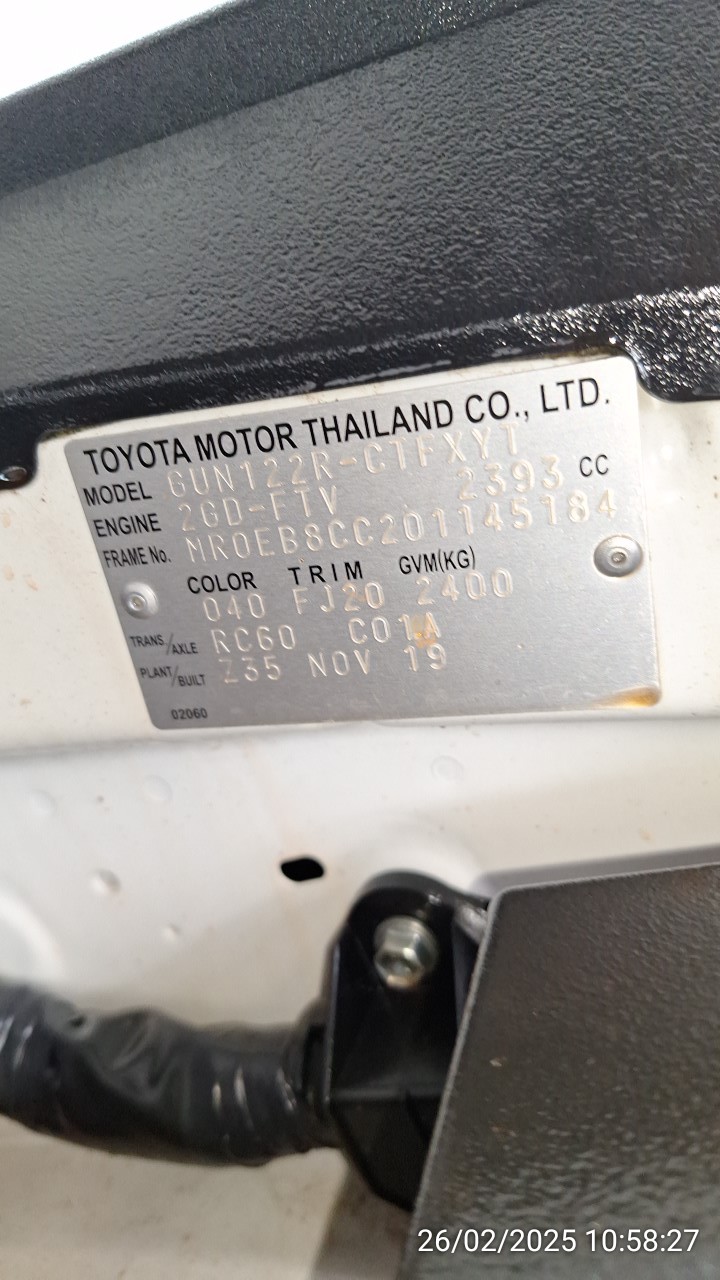 TOYOTA MOTOR THAILAND CO., LTD.
MODEL GUN122R-CTFXYT
ENGINE 2GD-FTV 2393 CC
FRAME No. MR0EB8CC201145184
COLOR TRIM GVM(KG)
040 FJ20 2400
TRANS/AXLE RC60 C01A
PLANT/BUILT Z35 NOV 19
02060
26/02/2025 10:58:27